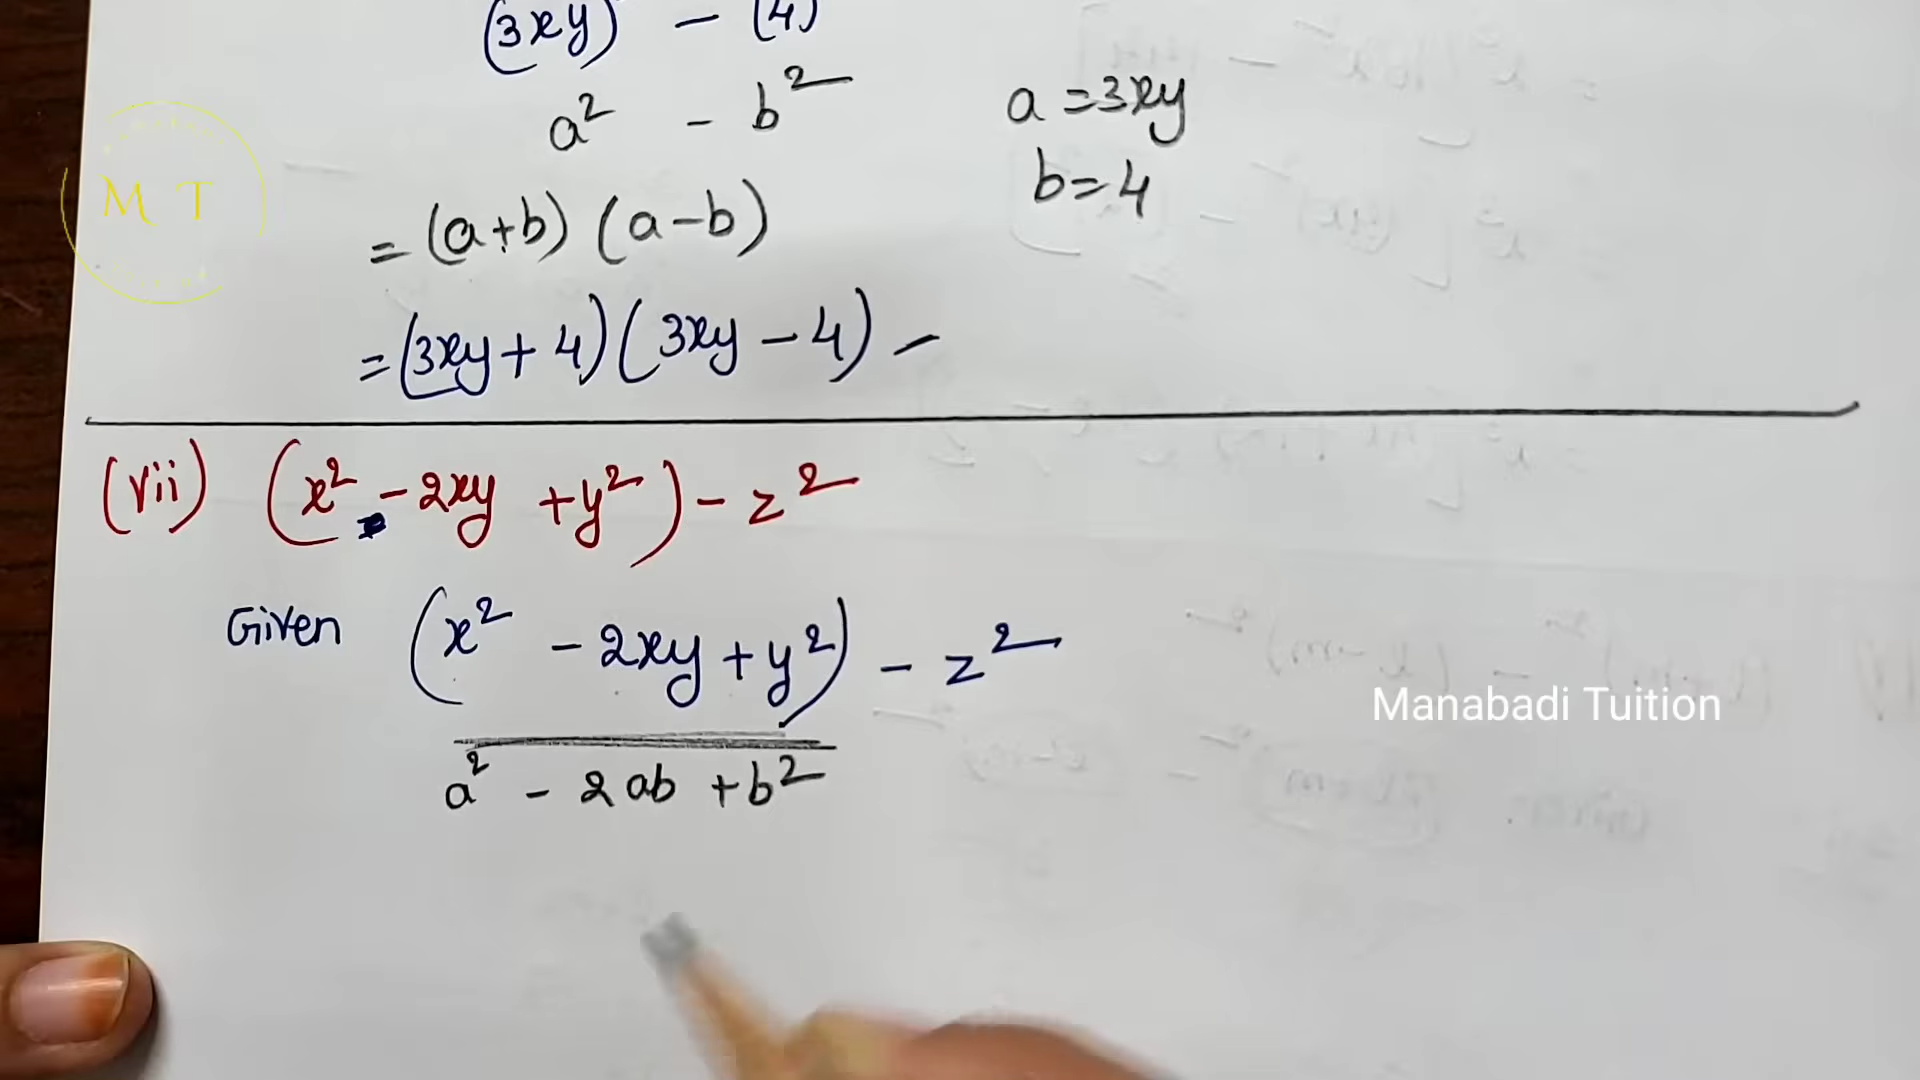 (3xy)² - (4)
a² - b²
a = 3xy
b = 4
M T
= (a+b) (a-b)
= (3xy + 4) (3xy - 4) -
(vii) (x² - 2xy + y²) - z²
Given (x² - 2xy + y²) - z²
Manabadi Tuition
a² - 2ab + b²